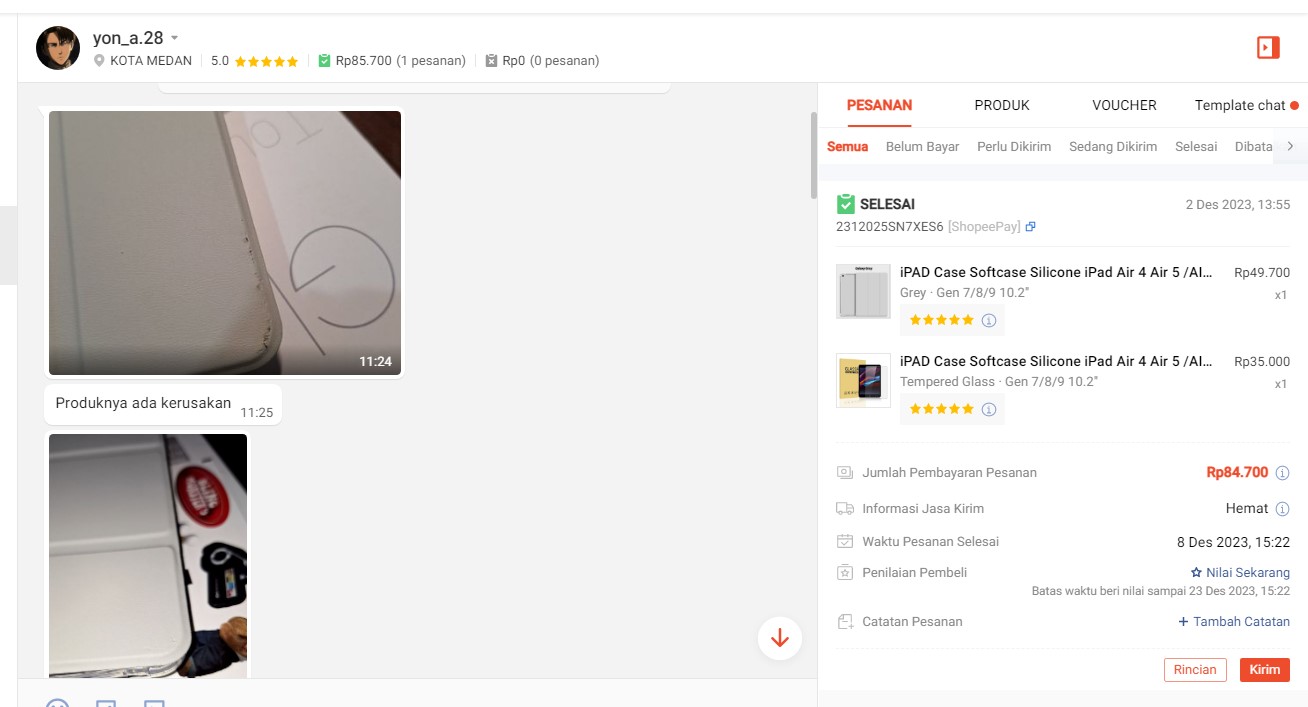 yon_a.28
KOTA MEDAN
5.0
Rp85.700 (1 pesanan)
Rp0 (0 pesanan)
11:24
Produknya ada kerusakan
11:25
PESANAN
PRODUK
VOUCHER
Template chat
Semua
Belum Bayar
Perlu Dikirim
Sedang Dikirim
Selesai
Dibata
SELESAI
2 Des 2023, 13:55
2312025SN7XES6 [ShopeePay]
iPAD Case Softcase Silicone iPad Air 4 Air 5 /AI...
Rp49.700
Grey · Gen 7/8/9 10.2"
x1
iPAD Case Softcase Silicone iPad Air 4 Air 5 /AI...
Rp35.000
Tempered Glass · Gen 7/8/9 10.2"
x1
Jumlah Pembayaran Pesanan
Rp84.700
Informasi Jasa Kirim
Hemat
Waktu Pesanan Selesai
8 Des 2023, 15:22
Penilaian Pembeli
Nilai Sekarang
Batas waktu beri nilai sampai 23 Des 2023, 15:22
Catatan Pesanan
+ Tambah Catatan
Rincian
Kirim